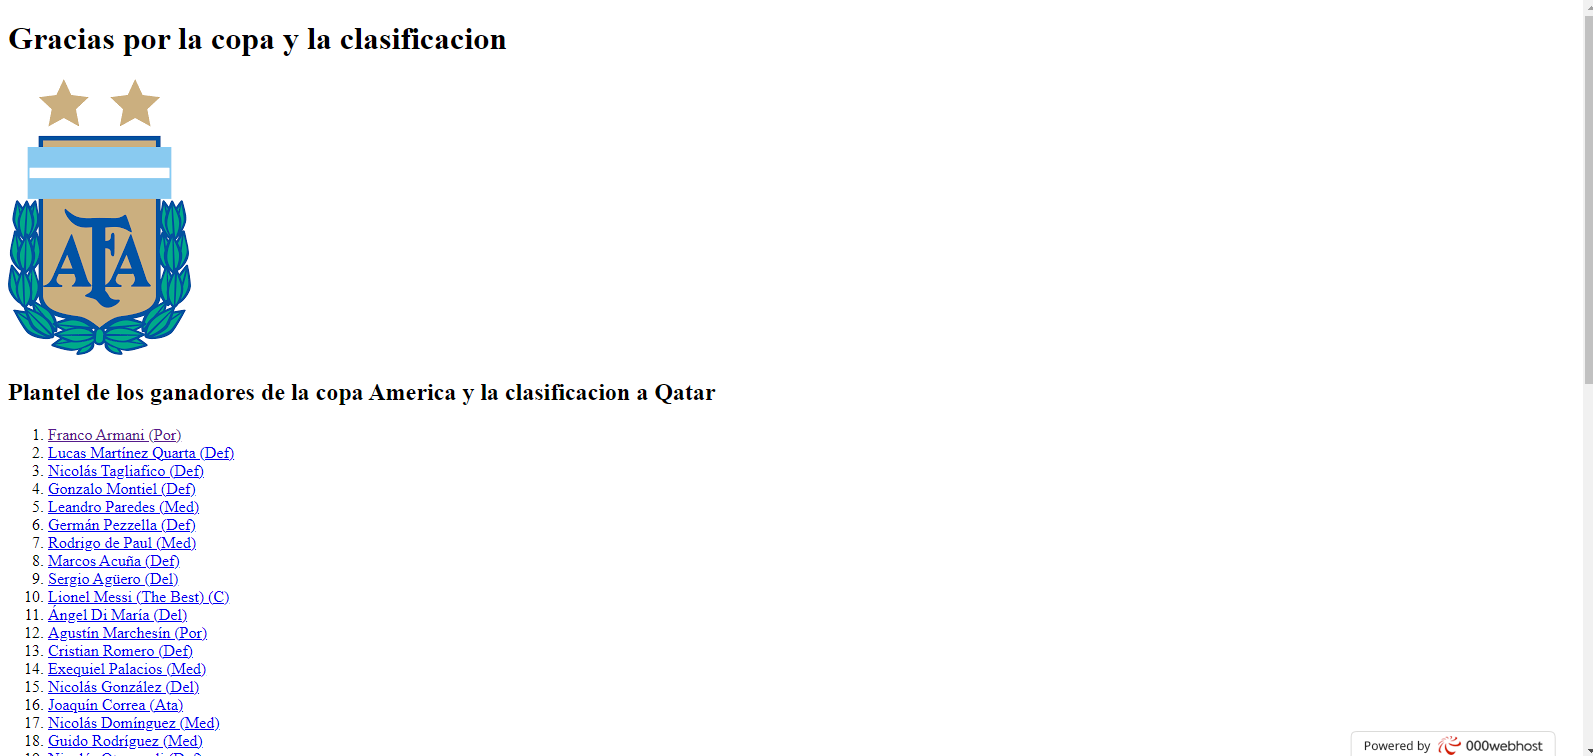 Gracias por la copa y la clasificacion
AFA
Plantel de los ganadores de la copa America y la clasificacion a Qatar
1. Franco Armani (Por)
2. Lucas Martínez Quarta (Def)
3. Nicolás Tagliafico (Def)
4. Gonzalo Montiel (Def)
5. Leandro Paredes (Med)
6. Germán Pezzella (Def)
7. Rodrigo de Paul (Med)
8. Marcos Acuña (Def)
9. Sergio Agüero (Del)
10. Lionel Messi (The Best) (C)
11. Ángel Di María (Del)
12. Agustín Marchesín (Por)
13. Cristian Romero (Def)
14. Exequiel Palacios (Med)
15. Nicolás González (Del)
16. Joaquín Correa (Ata)
17. Nicolás Domínguez (Med)
18. Guido Rodríguez (Med)
Powered by 000webhost